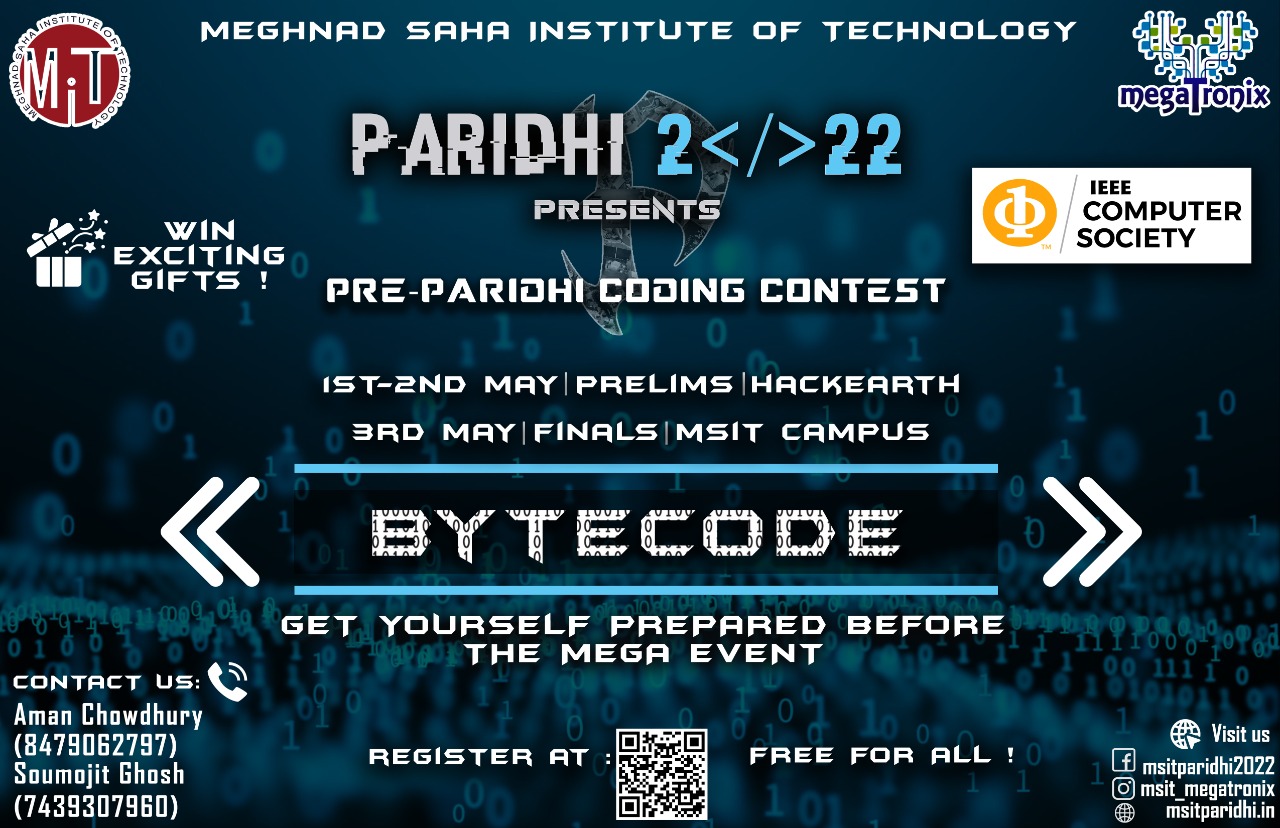 MEGHNAD SAHA INSTITUTE OF TECHNOLOGY
MEGHNAD SAHA INSTITUTE OF TECHNOLOGY
MiT
megaTronix
PARIDHI 2</>22
PRESENTS
IEEE
COMPUTER
SOCIETY
TM
WIN
EXCITING
GIFTS !
PRE-PARIDHI CODING CONTEST
1ST-2ND MAY|PRELIMS|HACKEARTH
3RD MAY|FINALS|MSIT CAMPUS
BYTECODE
GET YOURSELF PREPARED BEFORE
THE MEGA EVENT
CONTACT US:
Aman Chowdhury
(8479062797)
Soumojit Ghosh
(7439307960)
REGISTER AT :
FREE FOR ALL !
Visit us
msitparidhi2022
msit_megatronix
msitparidhi.in